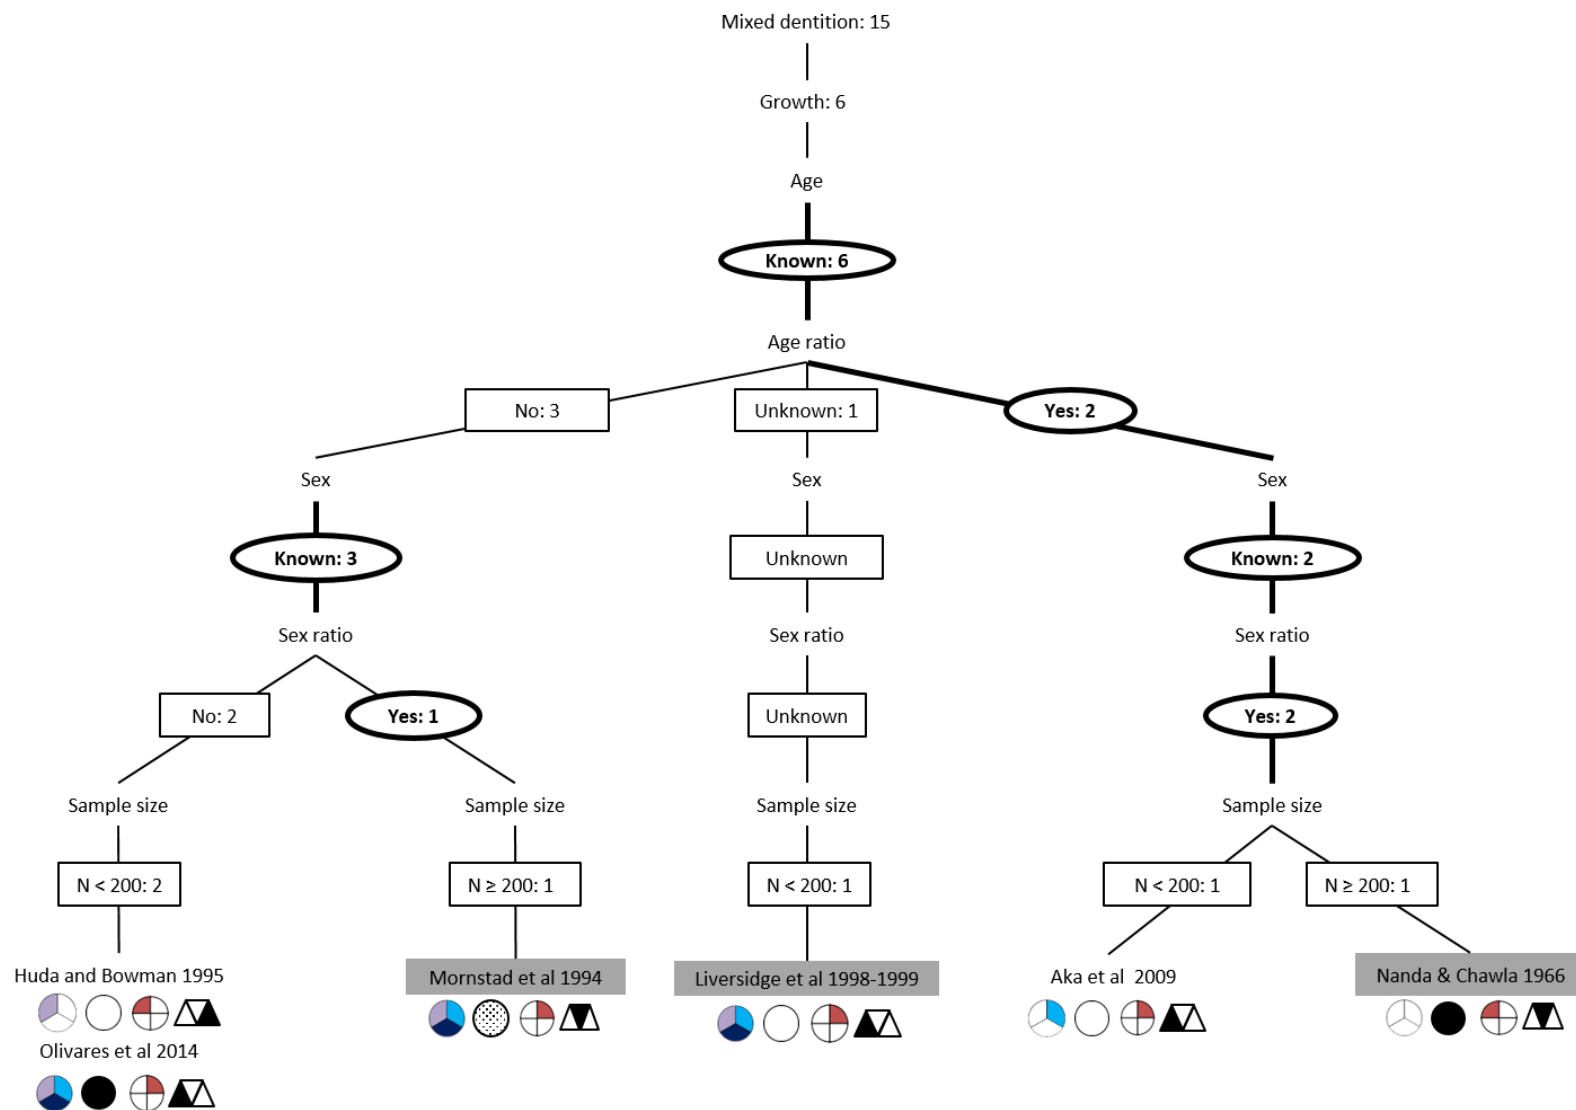 Mixed dentition: 15
Growth: 6
Age
Known: 6
Age ratio
No: 3
Unknown: 1
Yes: 2
Sex
Sex
Sex
Known: 3
Unknown
Known: 2
Sex ratio
Sex ratio
Sex ratio
No: 2
Yes: 1
Unknown
Yes: 2
Sample size
Sample size
Sample size
Sample size
N < 200: 2
N ≥ 200: 1
N < 200: 1
N < 200: 1
N ≥ 200: 1
Huda and Bowman 1995
Mornstad et al 1994
Liversidge et al 1998-1999
Aka et al 2009
Nanda & Chawla 1966
Olivares et al 2014